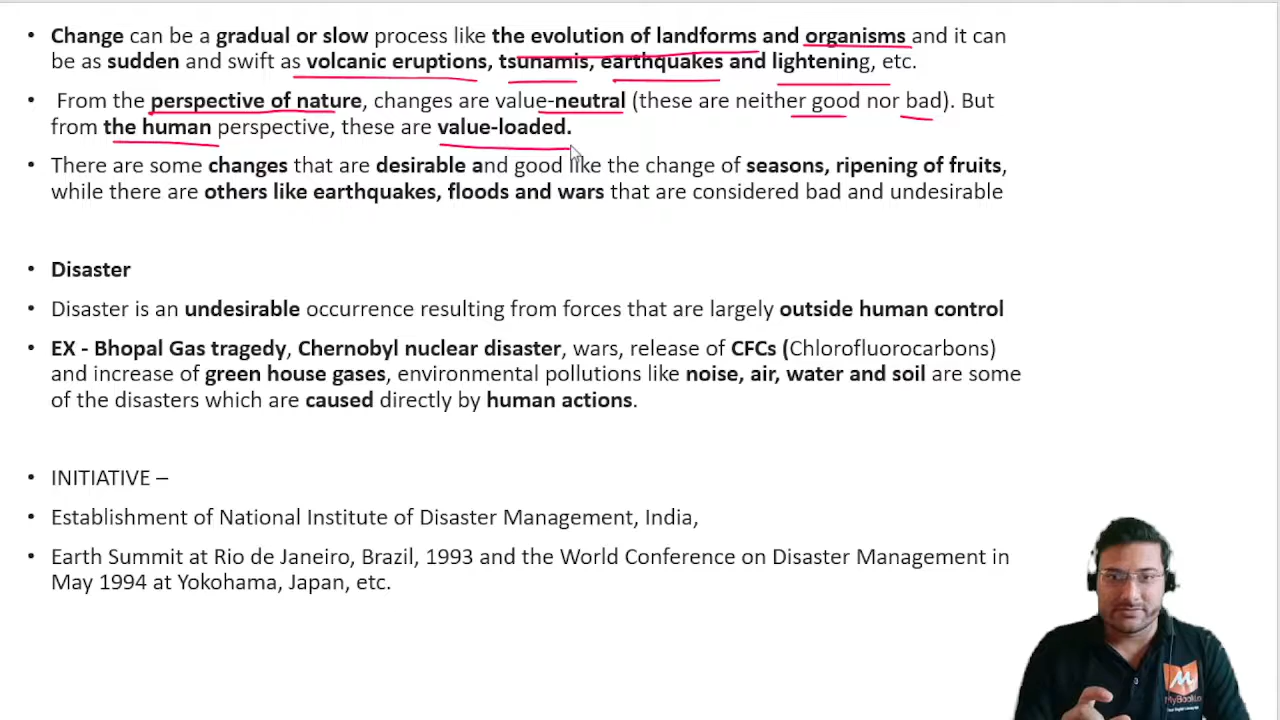 • Change can be a gradual or slow process like the evolution of landforms and organisms and it can
be as sudden and swift as volcanic eruptions, tsunamis, earthquakes and lightening, etc.
• From the perspective of nature, changes are value-neutral (these are neither good nor bad). But
from the human perspective, these are value-loaded.
• There are some changes that are desirable and good like the change of seasons, ripening of fruits,
while there are others like earthquakes, floods and wars that are considered bad and undesirable
• Disaster
• Disaster is an undesirable occurrence resulting from forces that are largely outside human control
• EX - Bhopal Gas tragedy, Chernobyl nuclear disaster, wars, release of CFCs (Chlorofluorocarbons)
and increase of green house gases, environmental pollutions like noise, air, water and soil are some
of the disasters which are caused directly by human actions.
• INITIATIVE –
• Establishment of National Institute of Disaster Management, India,
• Earth Summit at Rio de Janeiro, Brazil, 1993 and the World Conference on Disaster Management in
May 1994 at Yokohama, Japan, etc.